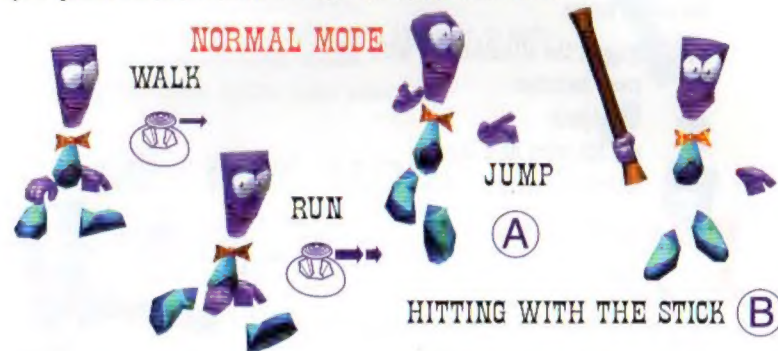 NORMAL MODE
WALK
RUN
JUMP
A
HITTING WITH THE STICK B